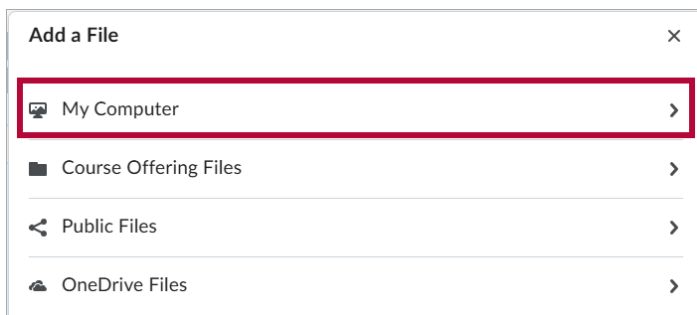 Add a File
My Computer
Course Offering Files
Public Files
OneDrive Files